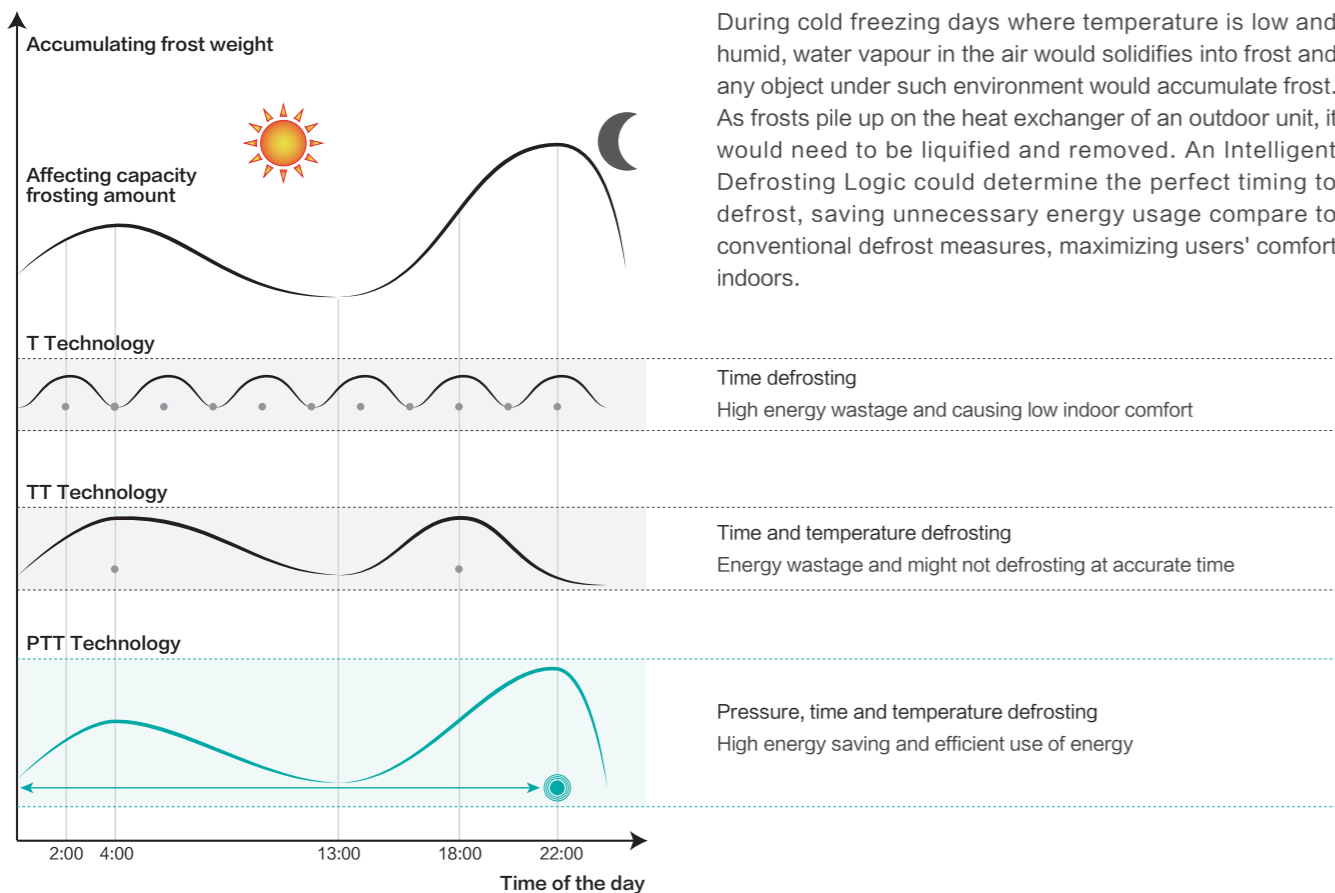 Accumulating frost weight
Affecting capacity
frosting amount
During cold freezing days where temperature is low and
humid, water vapour in the air would solidifies into frost and
any object under such environment would accumulate frost.
As frosts pile up on the heat exchanger of an outdoor unit, it
would need to be liquified and removed. An Intelligent
Defrosting Logic could determine the perfect timing to
defrost, saving unnecessary energy usage compare to
conventional defrost measures, maximizing users' comfort
indoors.
T Technology
Time defrosting
High energy wastage and causing low indoor comfort
TT Technology
Time and temperature defrosting
Energy wastage and might not defrosting at accurate time
PTT Technology
Pressure, time and temperature defrosting
High energy saving and efficient use of energy
2:00 4:00 13:00 18:00 22:00
Time of the day